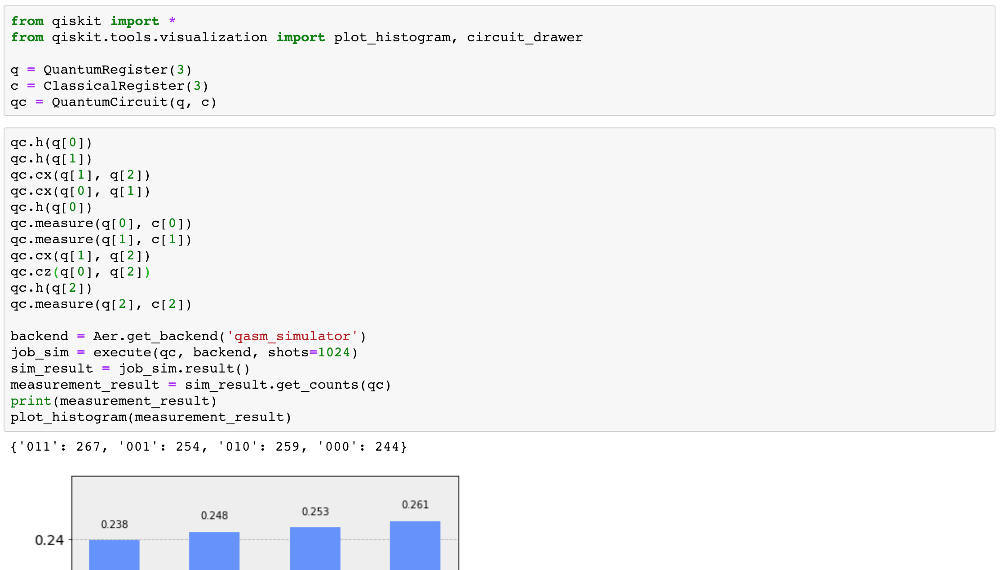 from qiskit import *
from qiskit.tools.visualization import plot_histogram, circuit_drawer
q = QuantumRegister(3)
c = ClassicalRegister(3)
qc = QuantumCircuit(q, c)
qc.h(q[0])
qc.h(q[1])
qc.cx(q[1], q[2])
qc.cx(q[0], q[1])
qc.h(q[0])
qc.measure(q[0], c[0])
qc.measure(q[1], c[1])
qc.cx(q[1], q[2])
qc.cz(q[0], q[2])
qc.h(q[2])
qc.measure(q[2], c[2])
backend = Aer.get_backend('qasm_simulator')
job_sim = execute(qc, backend, shots=1024)
sim_result = job_sim.result()
measurement_result = sim_result.get_counts(qc)
print(measurement_result)
plot_histogram(measurement_result)
{'011': 267, '001': 254, '010': 259, '000': 244}
0.238
0.248
0.253
0.261
0.24